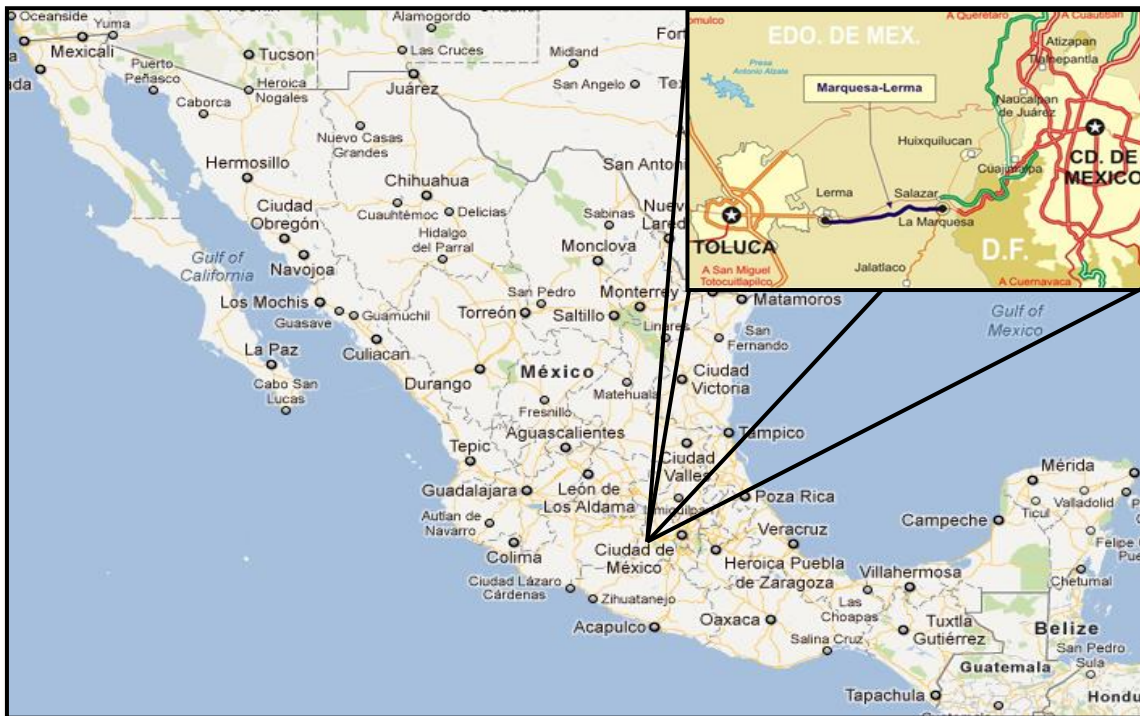 Oceanside
Yuma
Mexicali
Puerto
Peñasco
Tucson
Heroica
Nogales
Caborca
Alamogordo
Las Cruces
Juárez
Midland
San Angelo
Nuevo Casas
Grandes
Hermosillo
Chihuahua
San Antoni
Ciudad
Obregón
Cuauhtémoc
Delicias
Hidalgo
del Parral
Sabinas
Monclova
Gulf of
California
Navojoa
Los Mochis
Guasave
Guamuchil
Culiacan
San Pedro
Torreón
Monterrey
Saltillo
Linares
Matamoros
San
Fernando
Gulf of
Mexico
La Paz
Cabo San
Lucas
Durango
México
Matehuala
Ciudad
Victoria
Fresnillo
Tepic
Aguascalientes
Tampico
Ciudad
Valles
Guadalajara
León de
Los Aldama
Poza Rica
Autlan de
Navarro
Colima
Ciudad de
México
Veracruz
Heroica Puebla
de Zaragoza
Mérida
Valladolid
Ticul
Campeche
Felipe
Chetumal
Ciudad Lázaro
Cárdenas
Zihuatanejo
Acapulco
Oaxaca
Salina Cruz
Las
Choapas
Villahermosa
Tuxtla
Gutiérrez
Belize
San Pedro
Sula
Guatemala
Tapachula
Hondu
EDO. DE MEX.
A Querétaro
A Cuautitlan
Presa
Antonio Alzate
Marquesa-Lerma
Atizapan
Tlalnepantla
Naucalpan
de Juárez
Huixquilucan
Cuajimalpa
CD. DE
MEXICO
Lerma
Salazar
La Marquesa
TOLUCA
D.F.
A San Miguel
Totocuitlapilco
Jalatlaco
A Cuernavaca